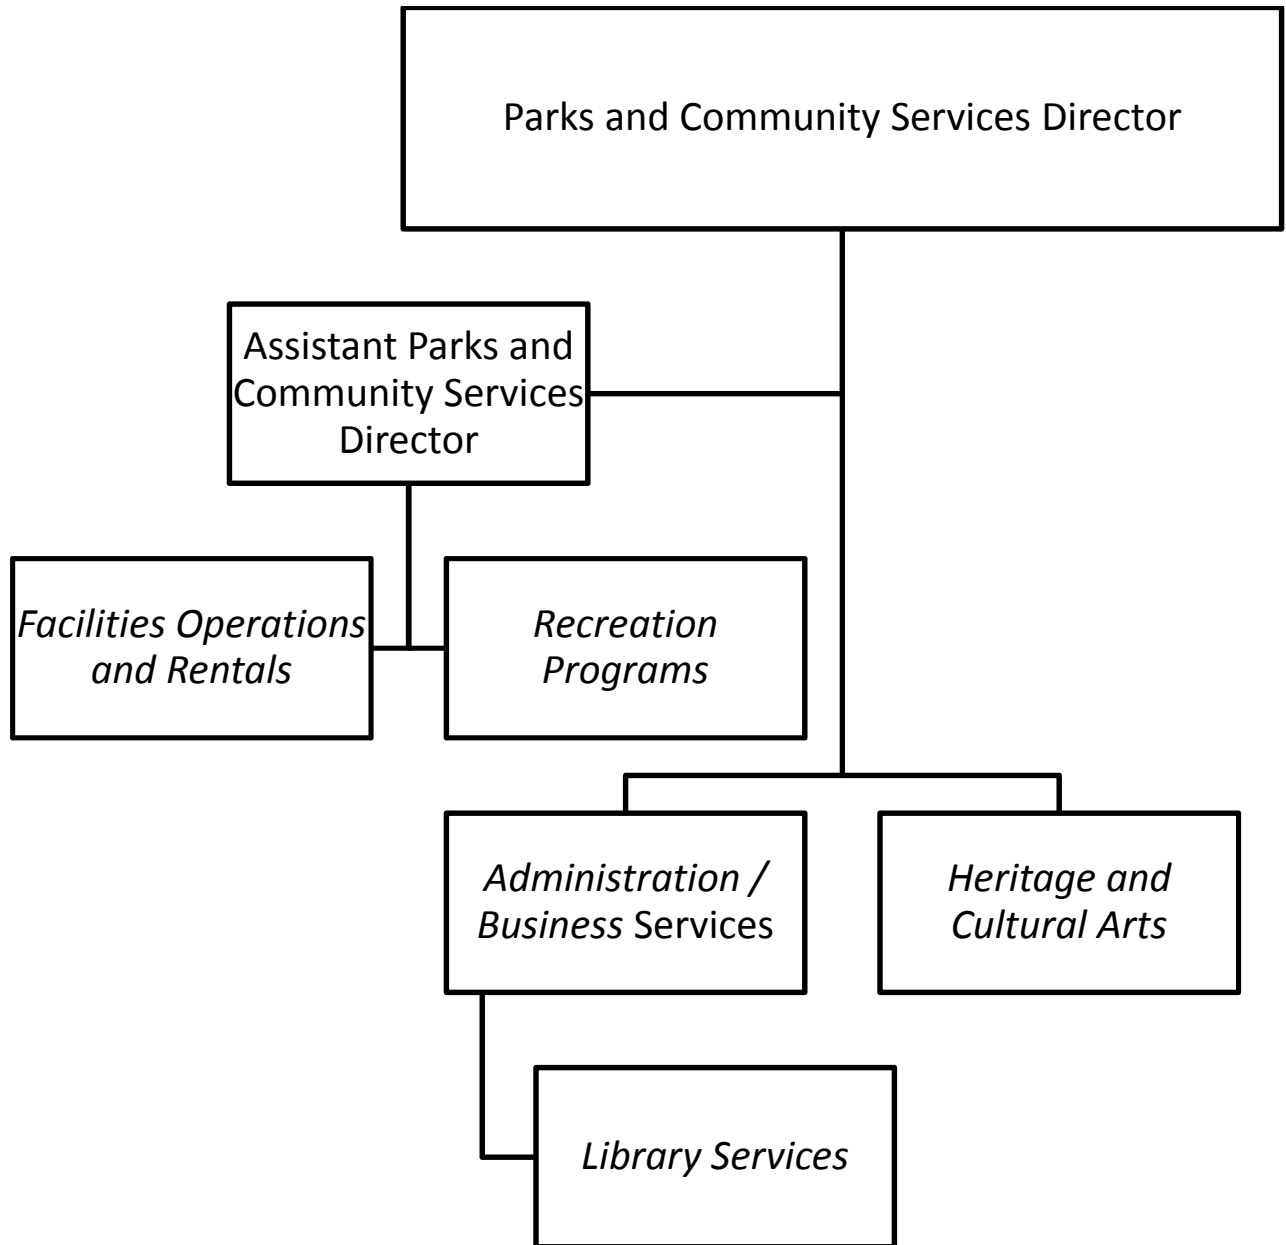 Parks and Community Services Director
Assistant Parks and
Community Services
Director
Facilities Operations
and Rentals
Recreation
Programs
Administration /
Business Services
Heritage and
Cultural Arts
Library Services